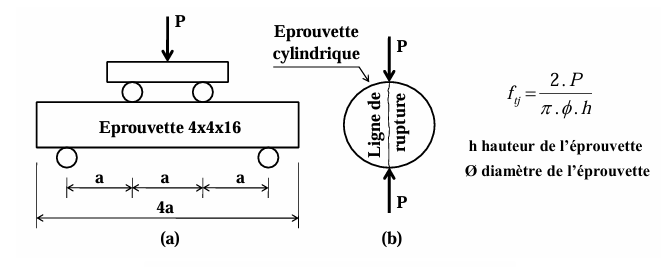 P
Eprouvette 4x4x16
a a a
4a
(a)
Eprouvette
cylindrique
P
Ligne de
rupture
P
(b)
f_tj = 2 . P / π . ϕ . h
h hauteur de l'éprouvette
Ø diamètre de l'éprouvette